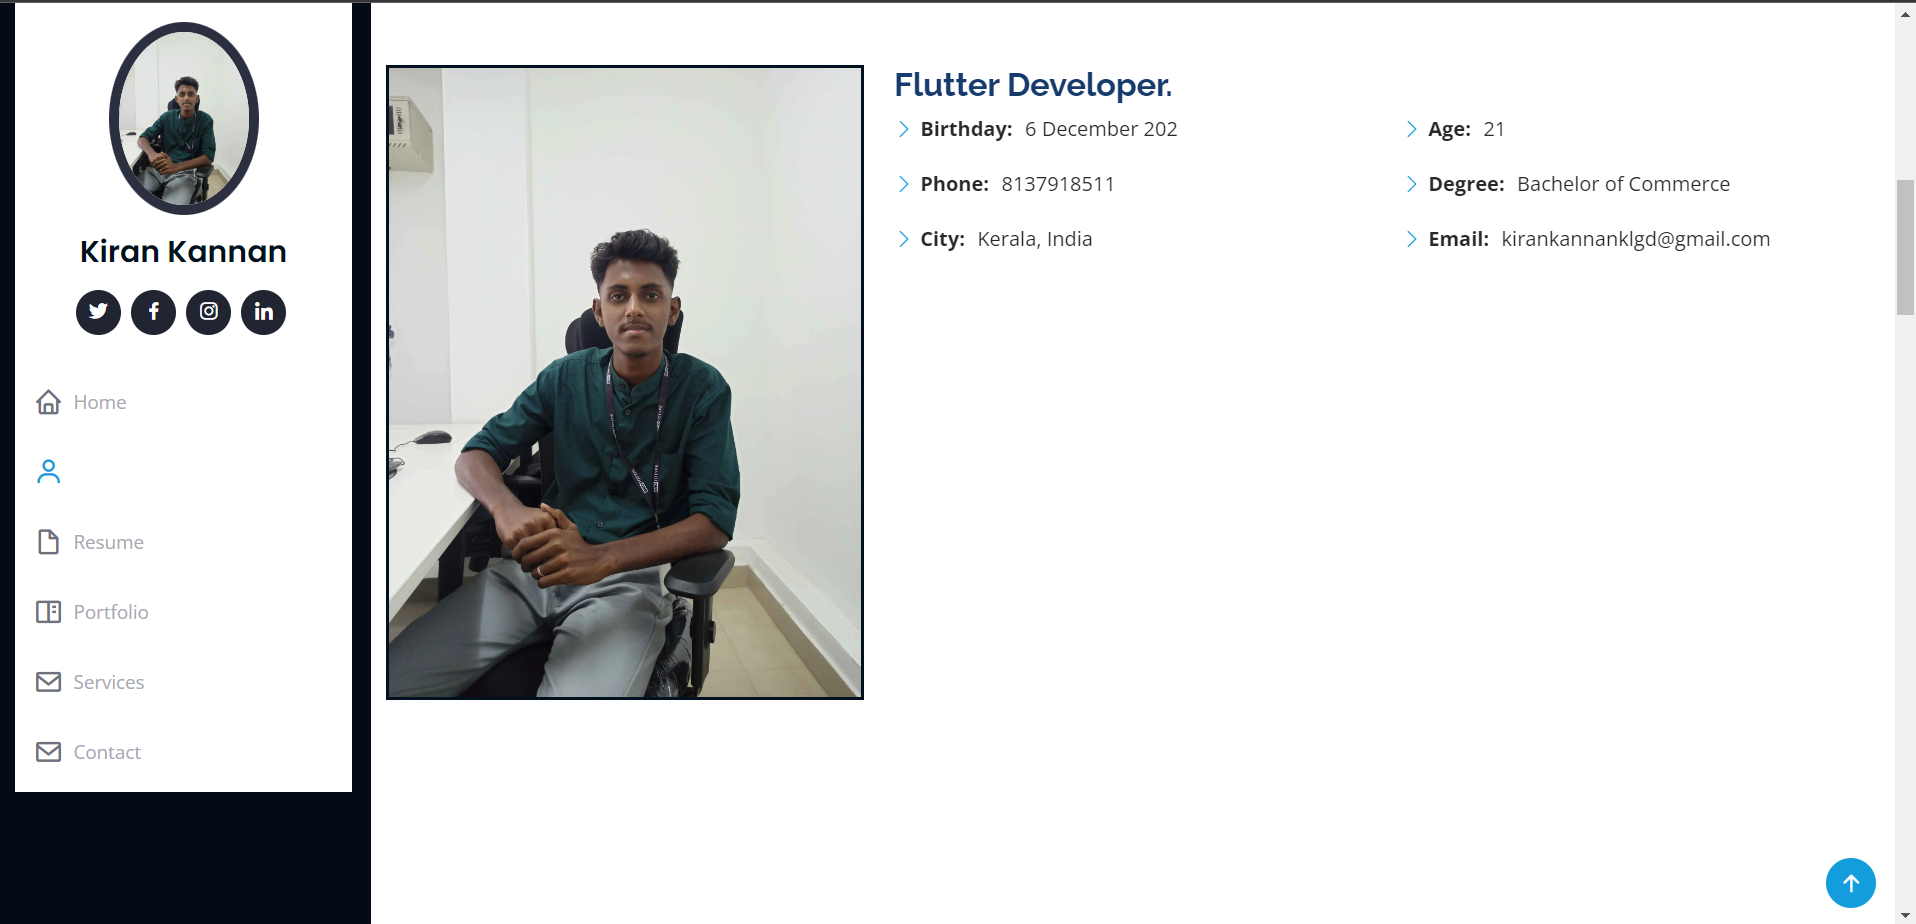 Kiran Kannan
Home
Resume
Portfolio
Services
Contact
Flutter Developer.
Birthday: 6 December 202
Age: 21
Phone: 8137918511
Degree: Bachelor of Commerce
City: Kerala, India
Email: kirankannanklgd@gmail.com